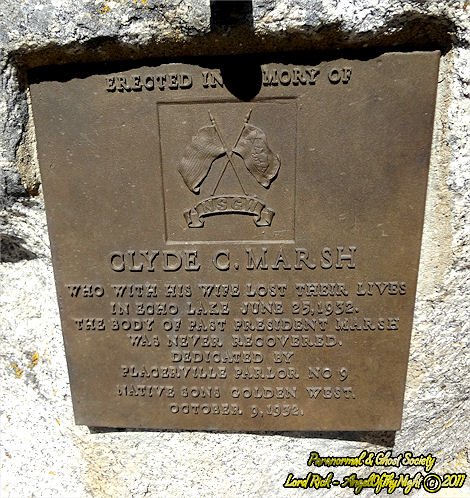 ERECTED IN MEMORY OF
NSGW
CLYDE C. MARSH
WHO WITH HIS WIFE LOST THEIR LIVES
IN ECHO LAKE JUNE 25, 1932.
THE BODY OF PAST PRESIDENT MARSH
WAS NEVER RECOVERED.
DEDICATED BY
PLACERVILLE PARLOR NO 9
NATIVE SONS GOLDEN WEST.
OCTOBER 9, 1932.
Paranormal & Ghost Society
Lord Rick - AngelOfThyNight © 2011